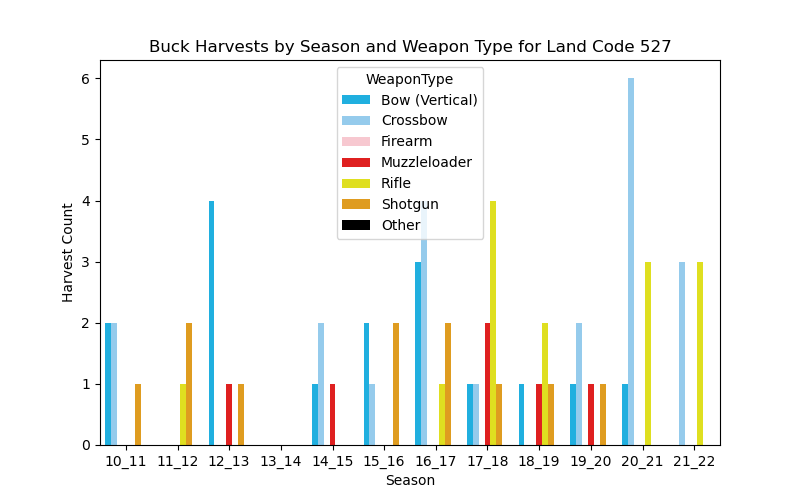 Buck Harvests by Season and Weapon Type for Land Code 527
WeaponType
Bow (Vertical)
Crossbow
Firearm
Muzzleloader
Rifle
Shotgun
Other
Harvest Count
6
5
4
3
2
1
0
10_11 11_12 12_13 13_14 14_15 15_16 16_17 17_18 18_19 19_20 20_21 21_22
Season